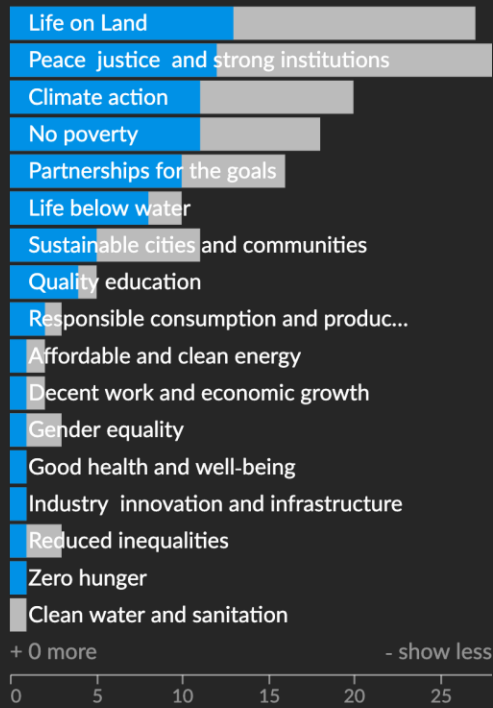 Life on Land
Peace  justice  and strong institutions
Climate action
No poverty
Partnerships for the goals
Life below water
Sustainable cities and communities
Quality education
Responsible consumption and produc...
Affordable and clean energy
Decent work and economic growth
Gender equality
Good health and well-being
Industry  innovation and infrastructure
Reduced inequalities
Zero hunger
Clean water and sanitation
+ 0 more - show less
0 5 10 15 20 25